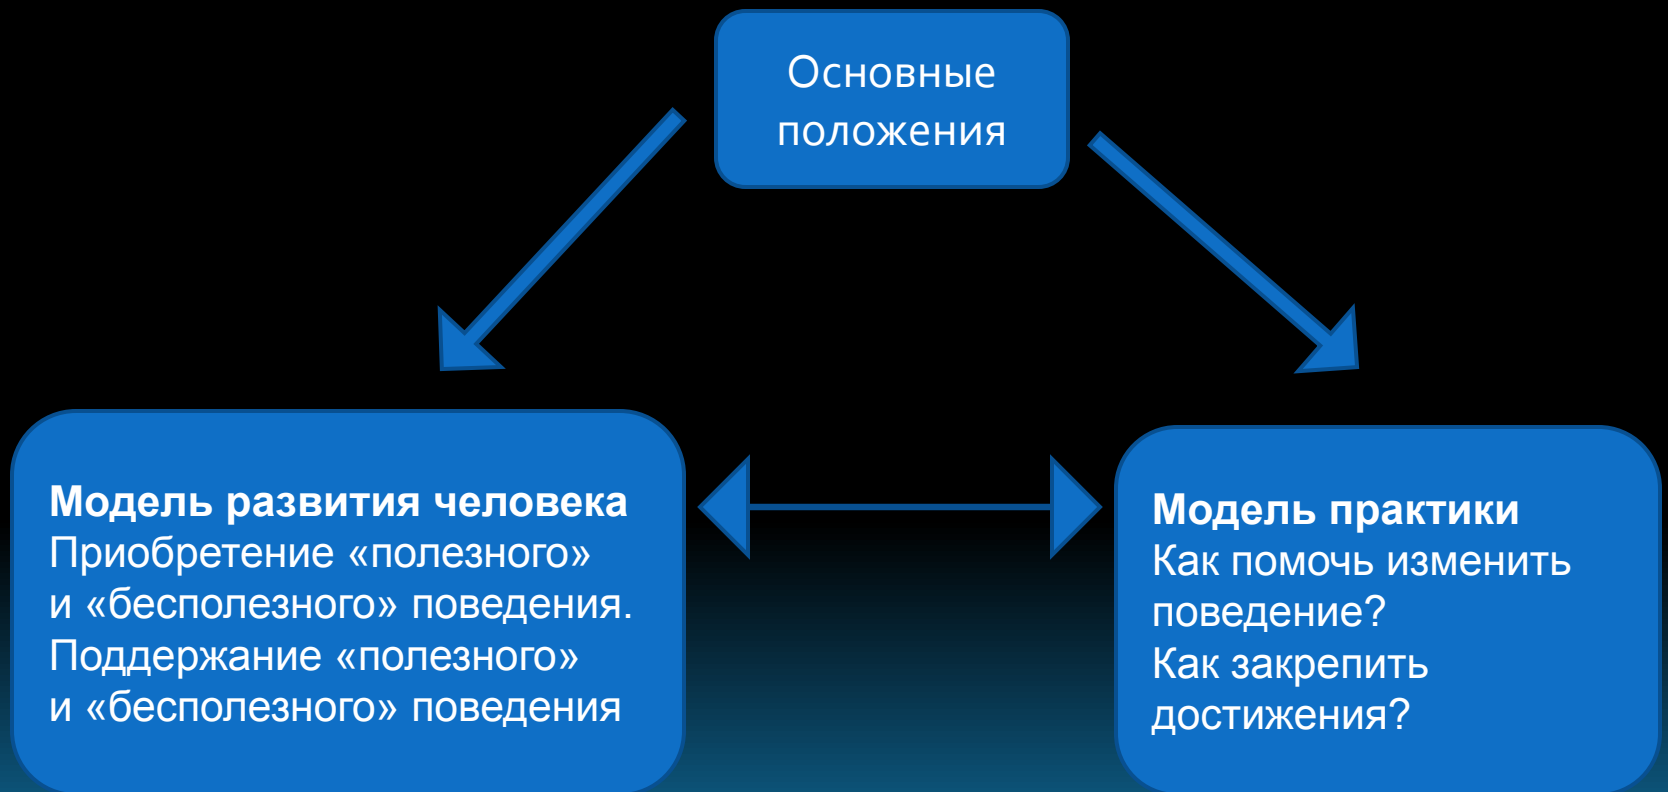 Основные
положения
Модель развития человека
Приобретение «полезного»
и «бесполезного» поведения.
Поддержание «полезного»
и «бесполезного» поведения
Модель практики
Как помочь изменить
поведение?
Как закрепить
достижения?